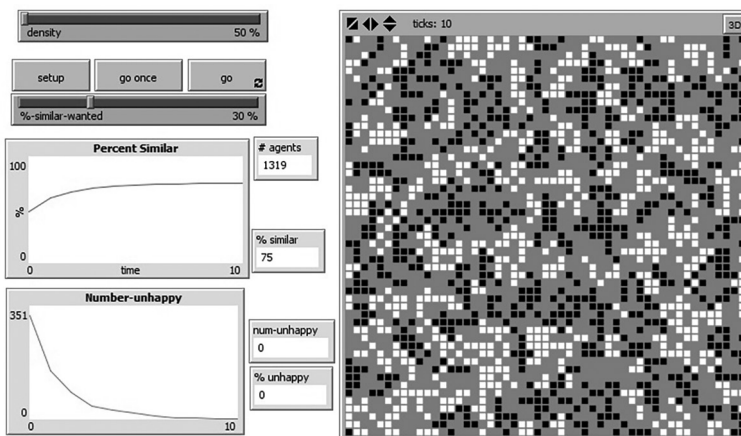 density 50 %
setup
go once
go
%-similar-wanted 30 %
Percent Similar
100
%
0
0 time 10
# agents
1319
% similar
75
Number-unhappy
351
0
0 10
num-unhappy
0
% unhappy
0
ticks: 10
3D